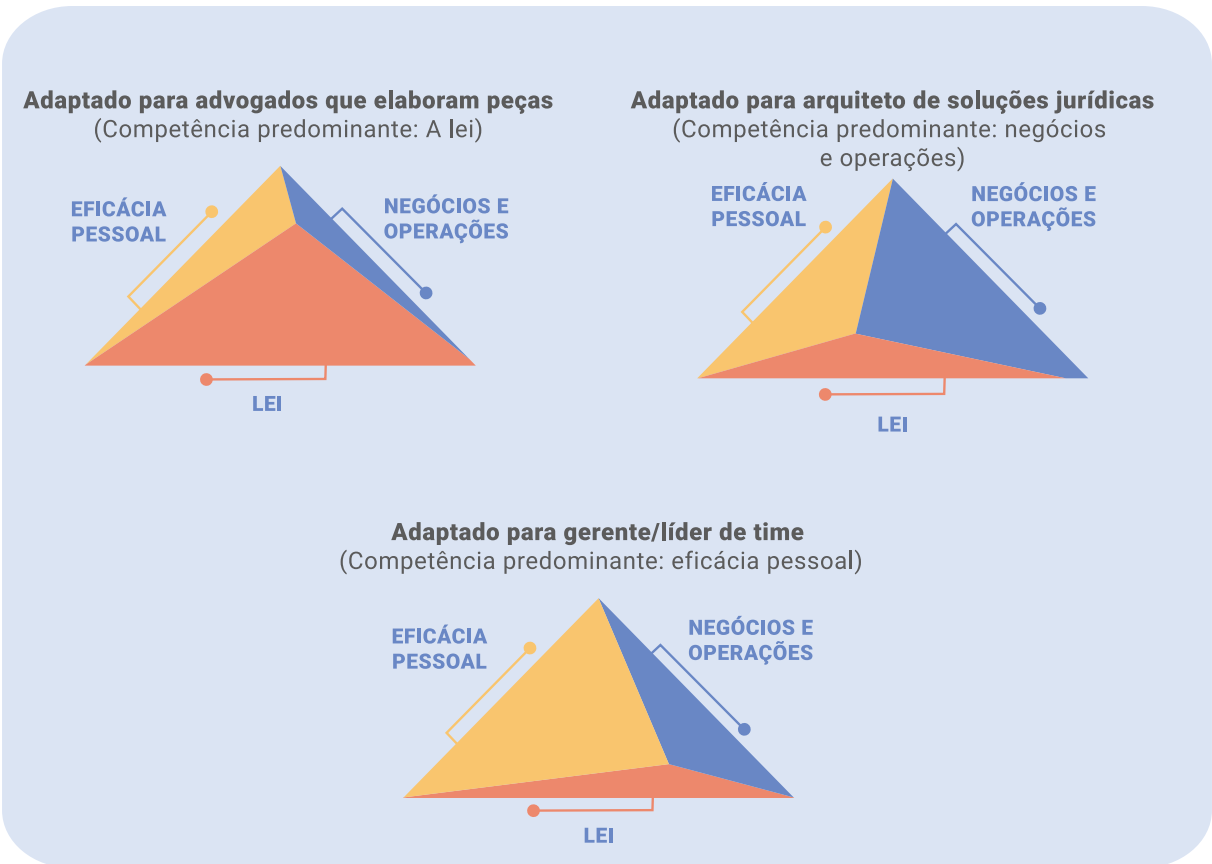 Adaptado para advogados que elaboram peças
(Competência predominante: A lei)
EFICÁCIA
PESSOAL
NEGÓCIOS E
OPERAÇÕES
LEI
Adaptado para arquiteto de soluções jurídicas
(Competência predominante: negócios
e operações)
EFICÁCIA
PESSOAL
NEGÓCIOS E
OPERAÇÕES
LEI
Adaptado para gerente/líder de time
(Competência predominante: eficácia pessoal)
EFICÁCIA
PESSOAL
NEGÓCIOS E
OPERAÇÕES
LEI